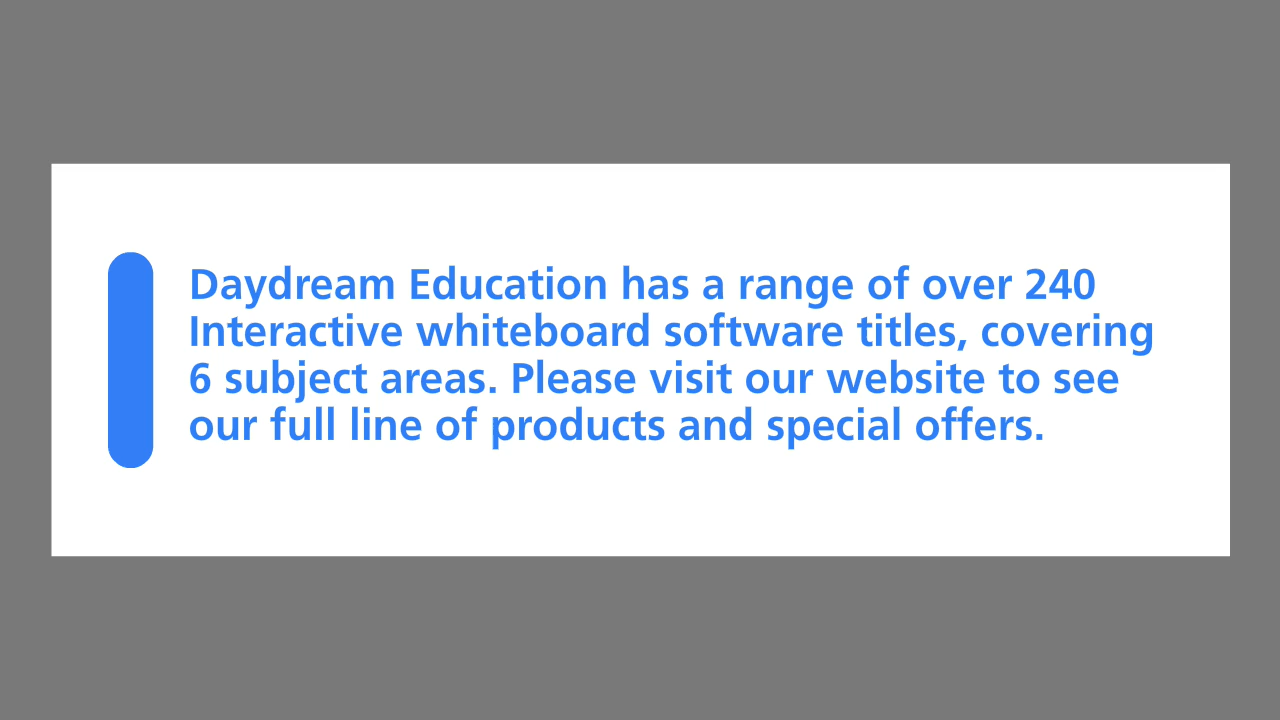 Daydream Education has a range of over 240
Interactive whiteboard software titles, covering
6 subject areas. Please visit our website to see
our full line of products and special offers.